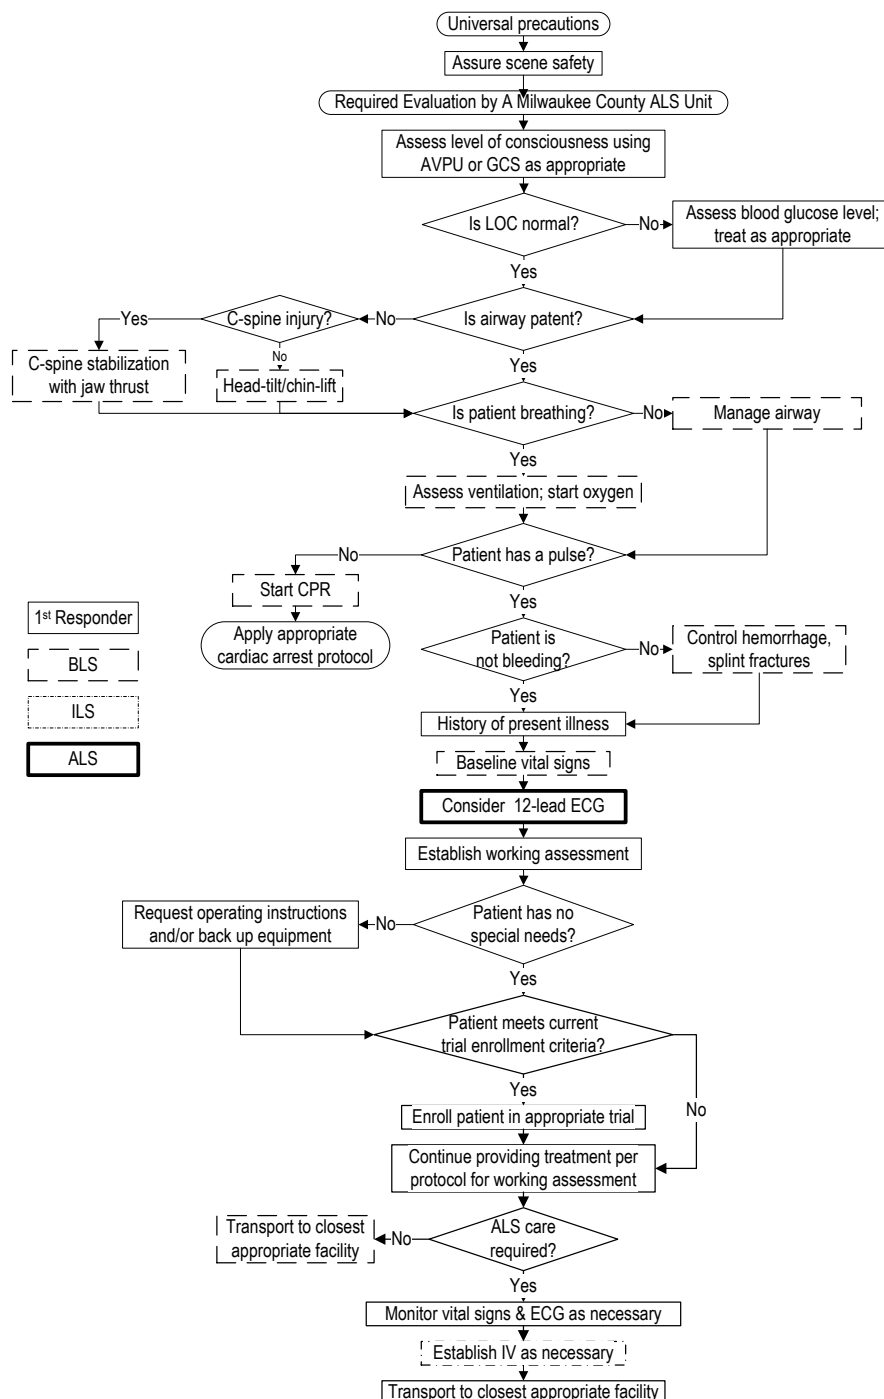 Universal precautions
Assure scene safety
Required Evaluation by A Milwaukee County ALS Unit
Assess level of consciousness using
AVPU or GCS as appropriate
Is LOC normal?
No
Assess blood glucose level;
treat as appropriate
Yes
Is airway patent?
No
C-spine injury?
Yes
C-spine stabilization
with jaw thrust
No
Head-tilt/chin-lift
Yes
Is patient breathing?
No
Manage airway
Yes
Assess ventilation; start oxygen
Patient has a pulse?
No
Start CPR
Apply appropriate
cardiac arrest protocol
Yes
Patient is
not bleeding?
No
Control hemorrhage,
splint fractures
Yes
History of present illness
Baseline vital signs
Consider 12-lead ECG
Establish working assessment
1st Responder
BLS
ILS
ALS
Patient has no
special needs?
No
Request operating instructions
and/or back up equipment
Yes
Patient meets current
trial enrollment criteria?
Yes
No
Enroll patient in appropriate trial
Continue providing treatment per
protocol for working assessment
ALS care
required?
No
Transport to closest
appropriate facility
Yes
Monitor vital signs & ECG as necessary
Establish IV as necessary
Transport to closest appropriate facility